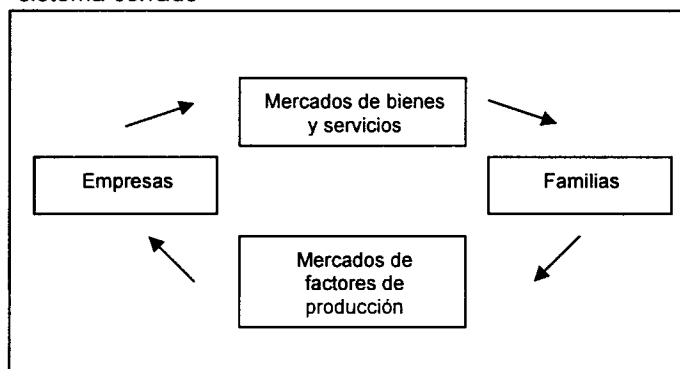 Mercados de bienes
y servicios
Empresas
Familias
Mercados de
factores de
producción